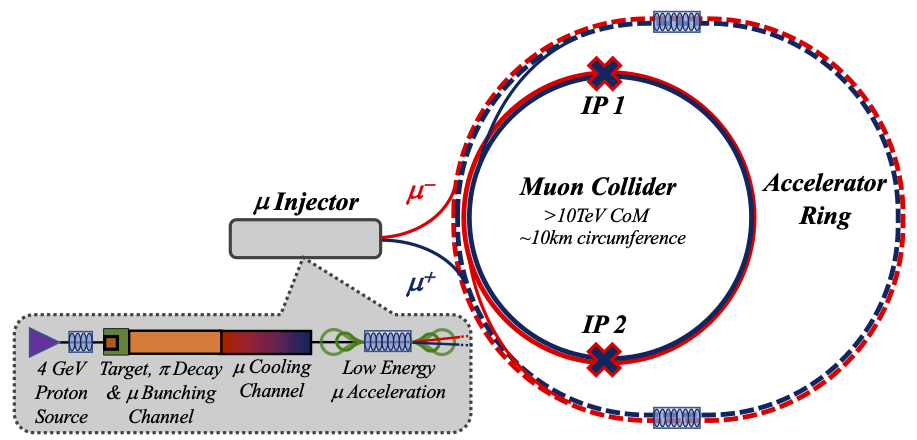 IP 1
Muon Collider
>10TeV CoM
~10km circumference
Accelerator
Ring
μ Injector
μ−
μ+
IP 2
4 GeV
Proton
Source
Target, π Decay
& μ Bunching
Channel
μ Cooling
Channel
Low Energy
μ Acceleration